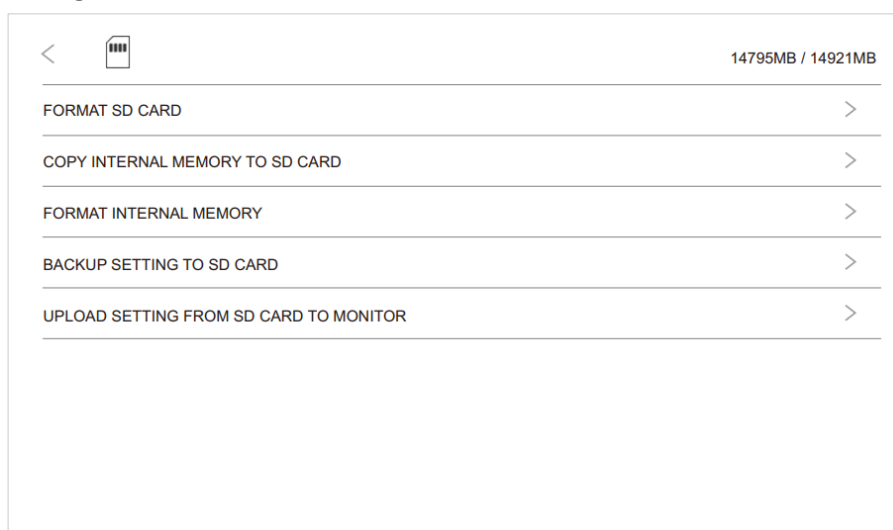 14795MB / 14921MB
FORMAT SD CARD
COPY INTERNAL MEMORY TO SD CARD
FORMAT INTERNAL MEMORY
BACKUP SETTING TO SD CARD
UPLOAD SETTING FROM SD CARD TO MONITOR